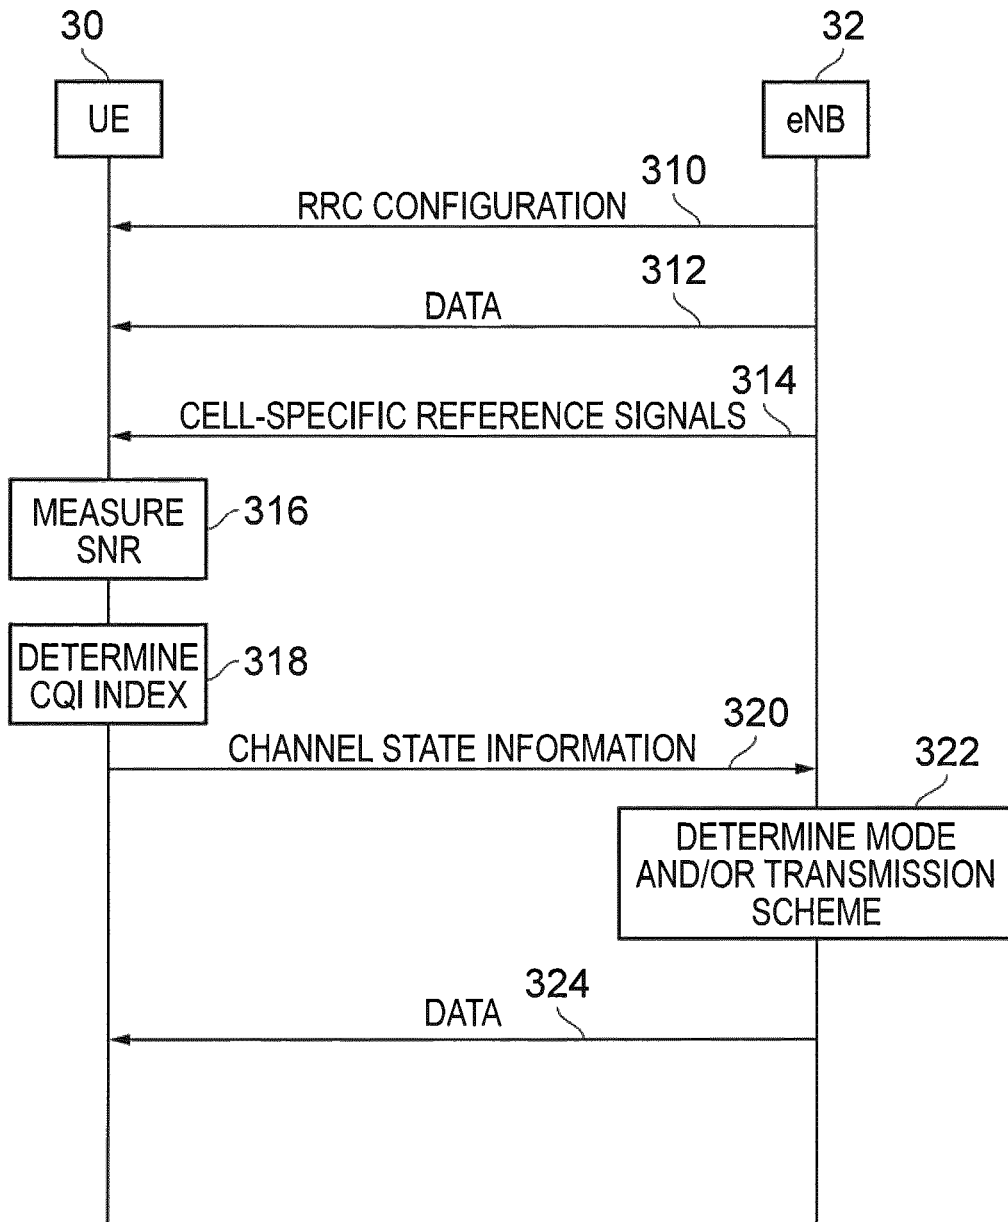 30
32
UE
eNB
310
RRC CONFIGURATION
312
DATA
314
CELL-SPECIFIC REFERENCE SIGNALS
MEASURE
SNR
316
DETERMINE
CQI INDEX
318
320
CHANNEL STATE INFORMATION
322
DETERMINE MODE
AND/OR TRANSMISSION
SCHEME
324
DATA